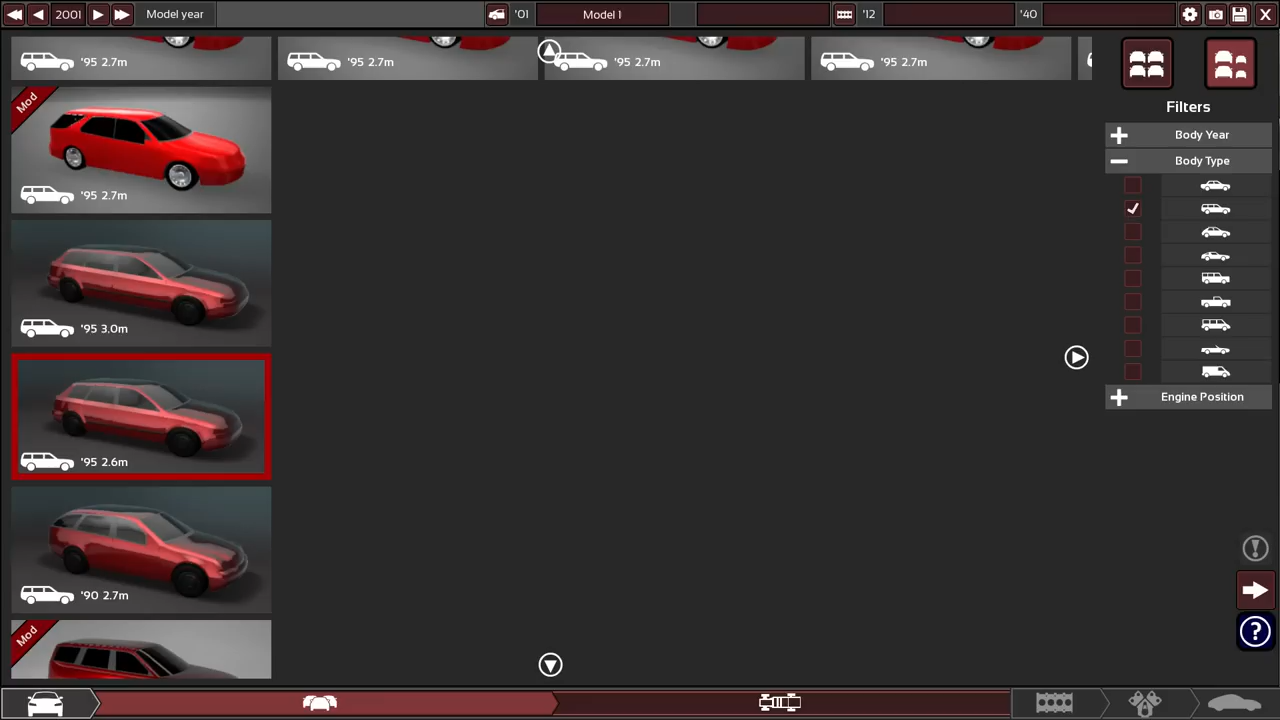 2001 Model year '01 Model 1 '12 '40
'95 2.7m '95 2.7m '95 2.7m '95 2.7m
Filters
Mod
Body Year
Body Type
'95 2.7m
'95 3.0m
Engine Position
'95 2.6m
'90 2.7m
Mod